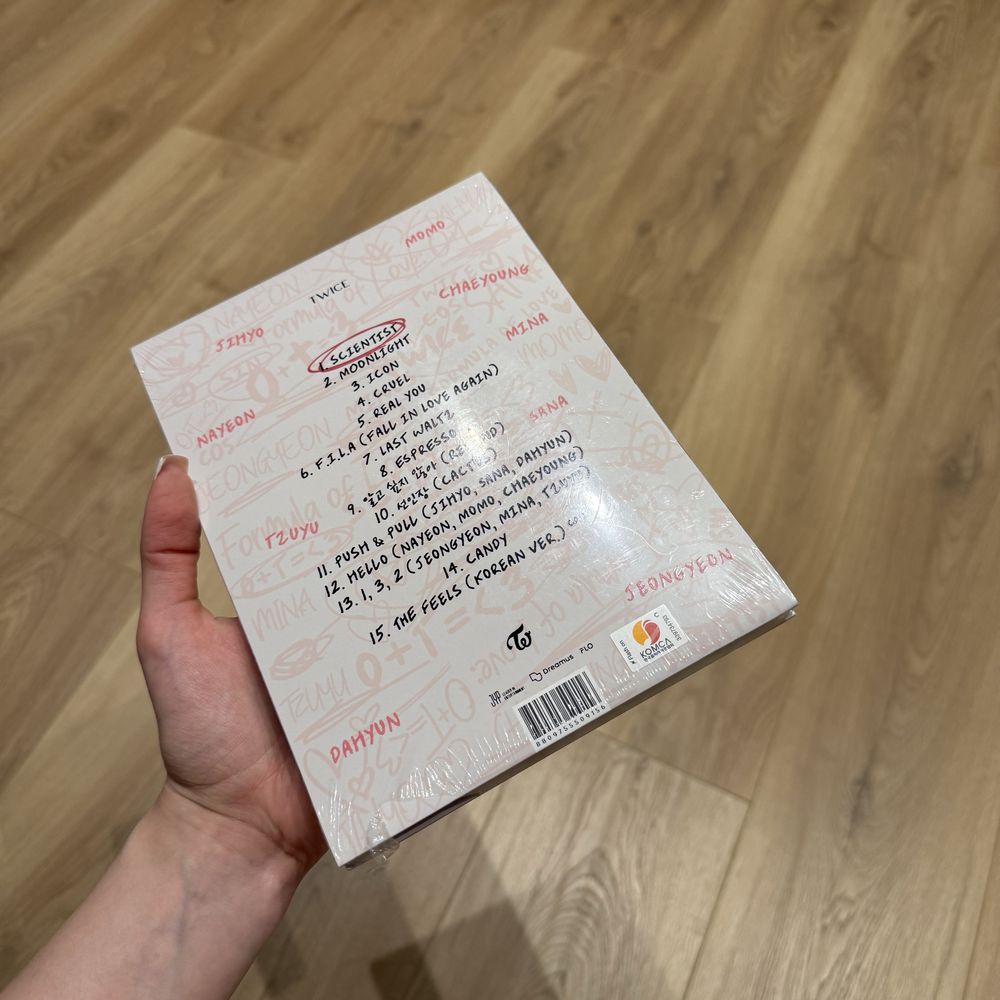 MOMO
TWICE
CHAEYOUNG
JIHYO
MINA
1. SCIENTIST
2. MOONLIGHT
3. ICON
4. CRUEL
5. REAL YOU
6. F.I.L.A (FALL IN LOVE AGAIN)
7. LAST WALTZ
8. ESPRESSO
9. 알고 싶지 않아 (REWIND)
10. 선인장 (CACTUS)
11. PUSH & PULL (JIHYO, SANA, DAHYUN)
12. HELLO (NAYEON, MOMO, CHAEYOUNG)
13. 1, 3, 2 (JEONGYEON, MINA, TZUYU)
14. CANDY
15. THE FEELS (KOREAN VER.)
NAYEON
SANA
TZUYU
JEONGYEON
DAHYUN
JYP
Dreamus
FLO
KOMCA
8809755509156